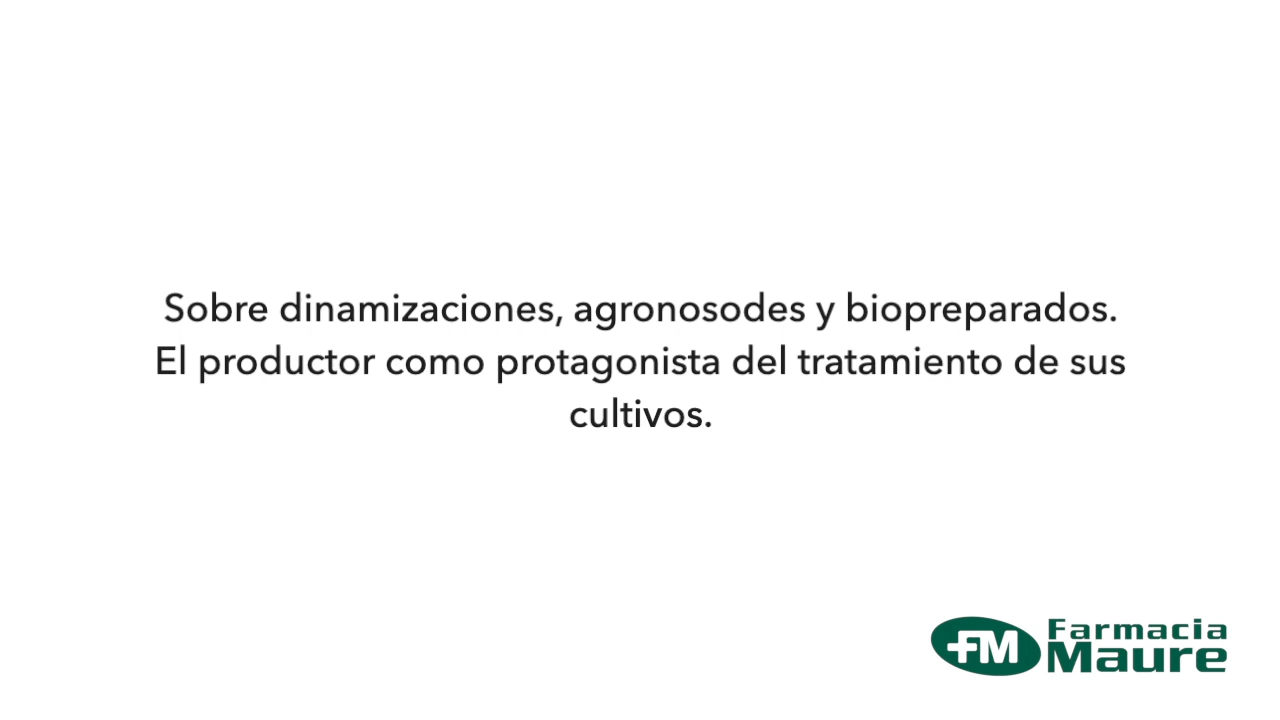 Sobre dinamizaciones, agronosodes y biopreparados.
El productor como protagonista del tratamiento de sus
cultivos.
FM Farmacia
Maure